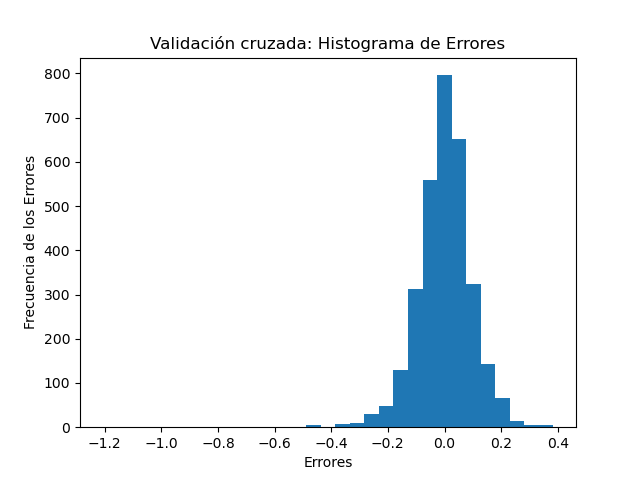 Validación cruzada: Histograma de Errores
800
700
600
500
400
300
200
100
0
Frecuencia de los Errores
−1.2 −1.0 −0.8 −0.6 −0.4 −0.2 0.0 0.2 0.4
Errores